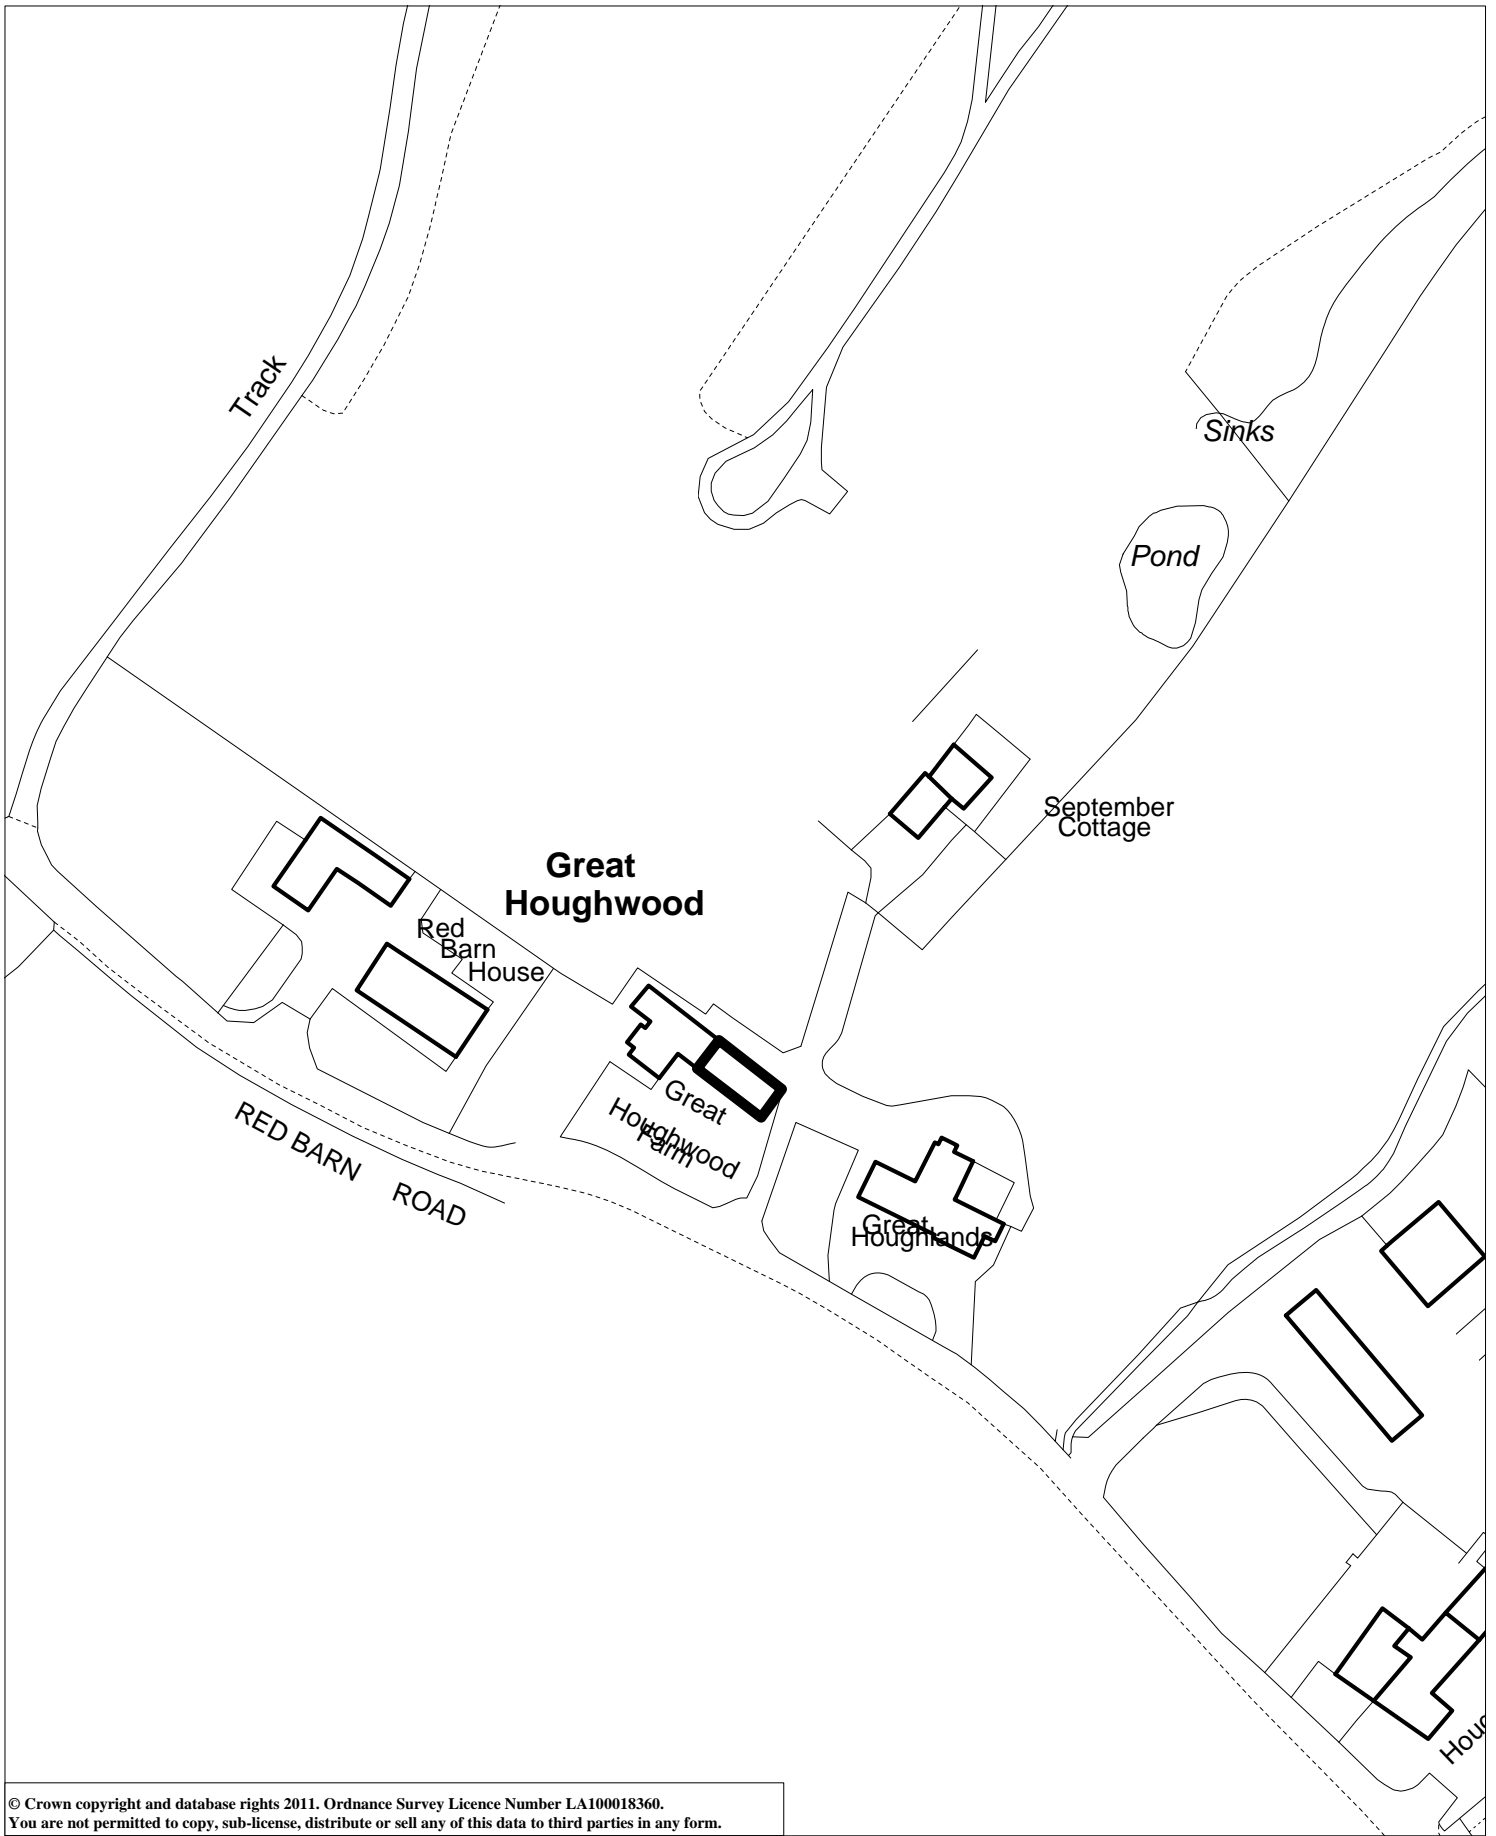 Track
Sinks
Pond
September
Cottage
Great
Houghwood
Red
Barn
House
Great
Houghwood
Farm
RED BARN ROAD
Great
Houghlands
© Crown copyright and database rights 2011. Ordnance Survey Licence Number LA100018360.
You are not permitted to copy, sub-license, distribute or sell any of this data to third parties in any form.